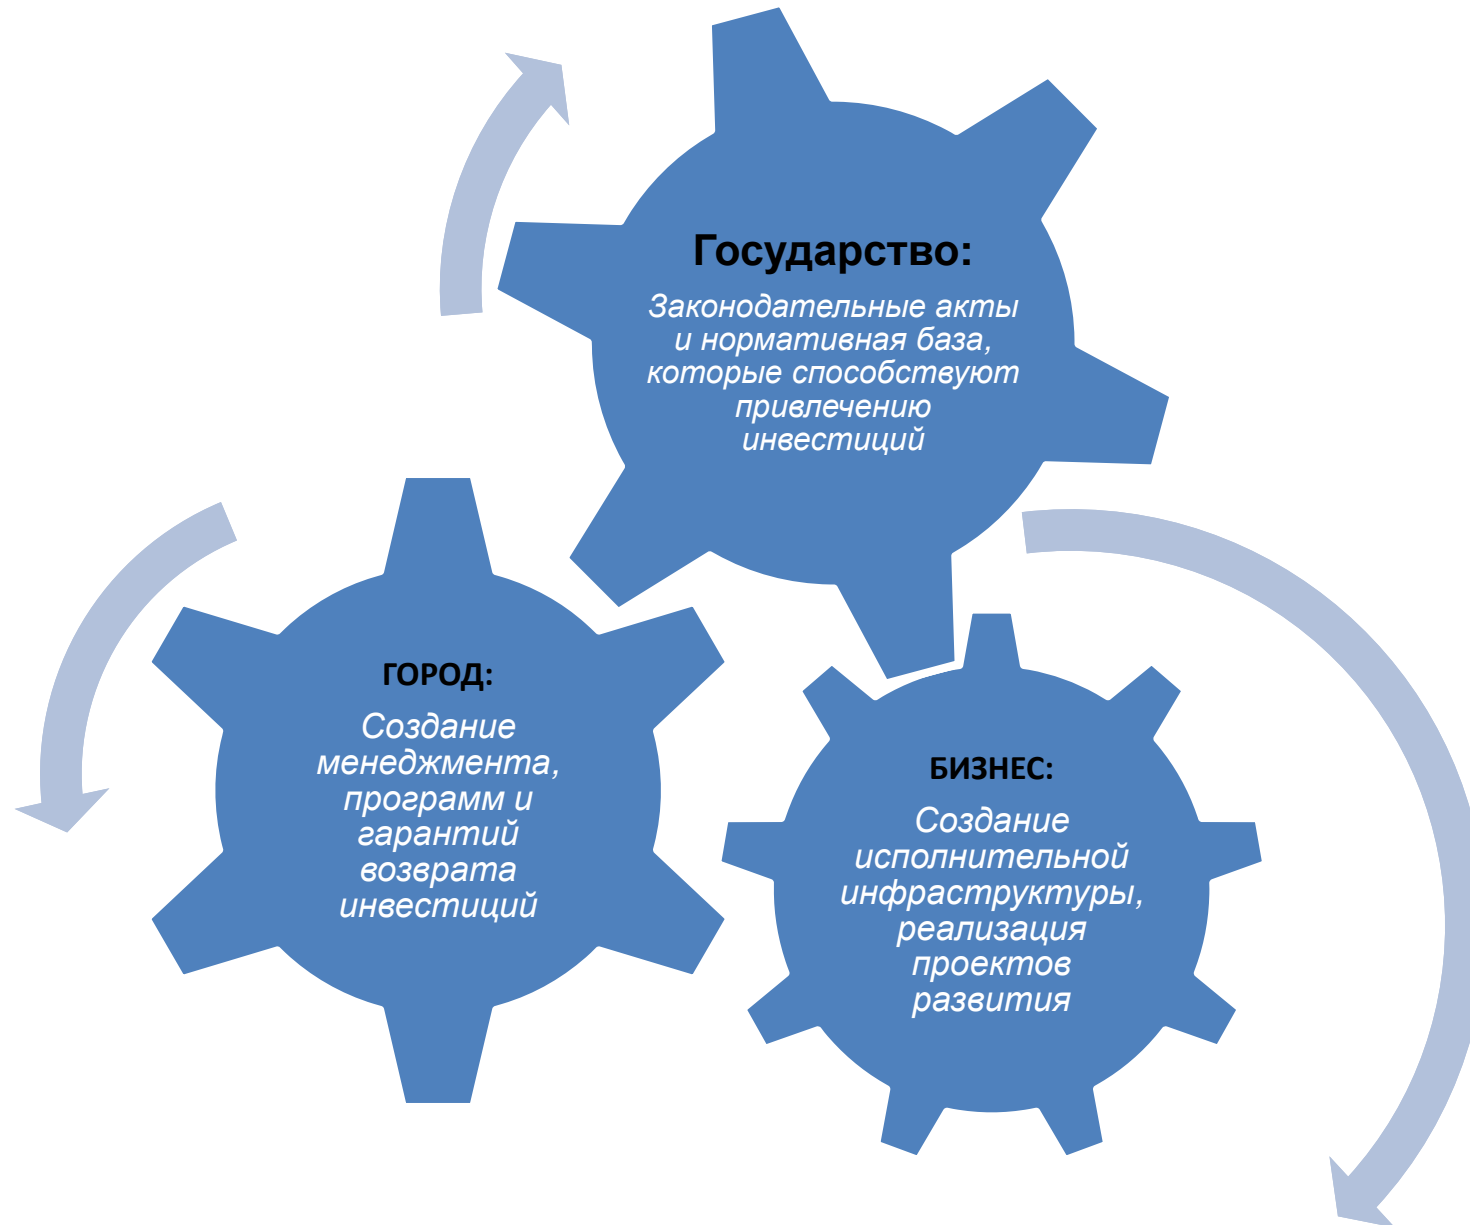 Государство:
Законодательные акты
и нормативная база,
которые способствуют
привлечению
инвестиций
ГОРОД:
Создание
менеджмента,
программ и
гарантий
возврата
инвестиций
БИЗНЕС:
Создание
исполнительной
инфраструктуры,
реализация
проектов
развития